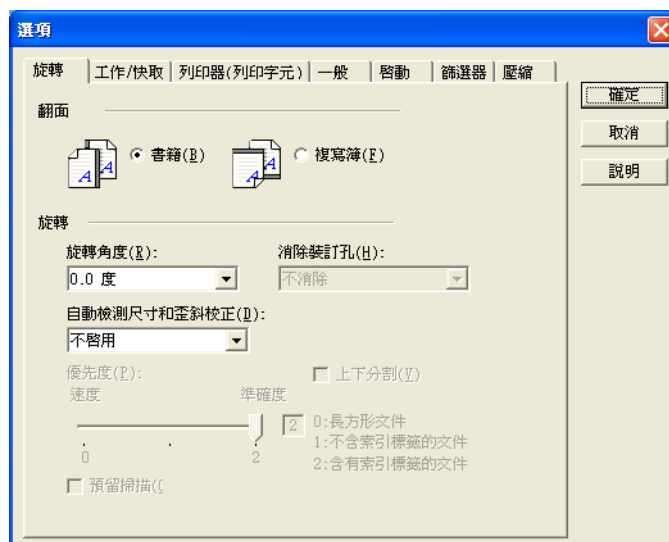 選項
旋轉 工作/快取 列印器(列印字元) 一般 啓動 篩選器 壓縮
確定
取消
說明
翻面
書籍(B) 複寫簿(F)
旋轉
旋轉角度(R): 消除裝訂孔(H):
0.0 度 不消除
自動檢測尺寸和歪斜校正(D):
不啓用
優先度(P): 上下分割(V)
速度 準確度
2 0:長方形文件
1:不含索引標籤的文件
0 2 2:含有索引標籤的文件
預留掃描(